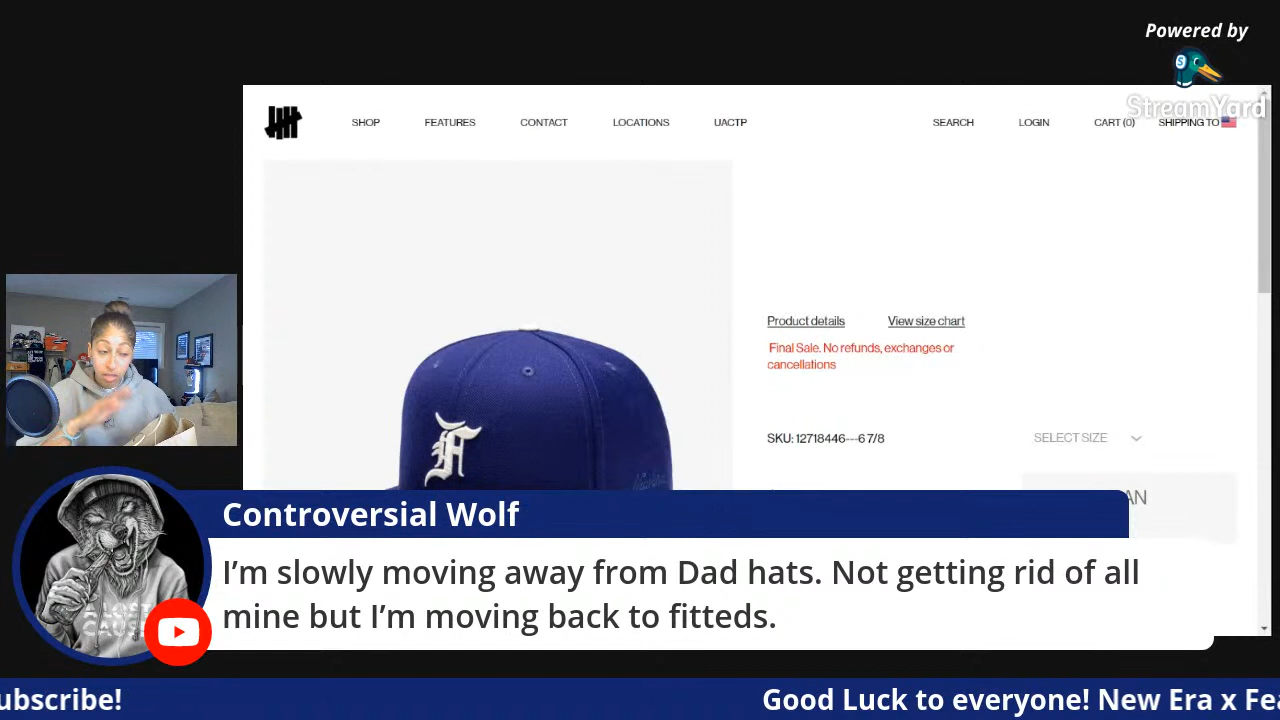 Powered by
StreamYard
SHOP FEATURES CONTACT LOCATIONS UACTP SEARCH LOGIN CART (0) SHIPPING TO
Product details View size chart
Final Sale. No refunds, exchanges or
cancellations
SKU: 12718446---6 7/8 SELECT SIZE
AN
Controversial Wolf
I'm slowly moving away from Dad hats. Not getting rid of all
mine but I'm moving back to fitteds.
A LOST
CAUSE
ubscribe! Good Luck to everyone! New Era x Fea